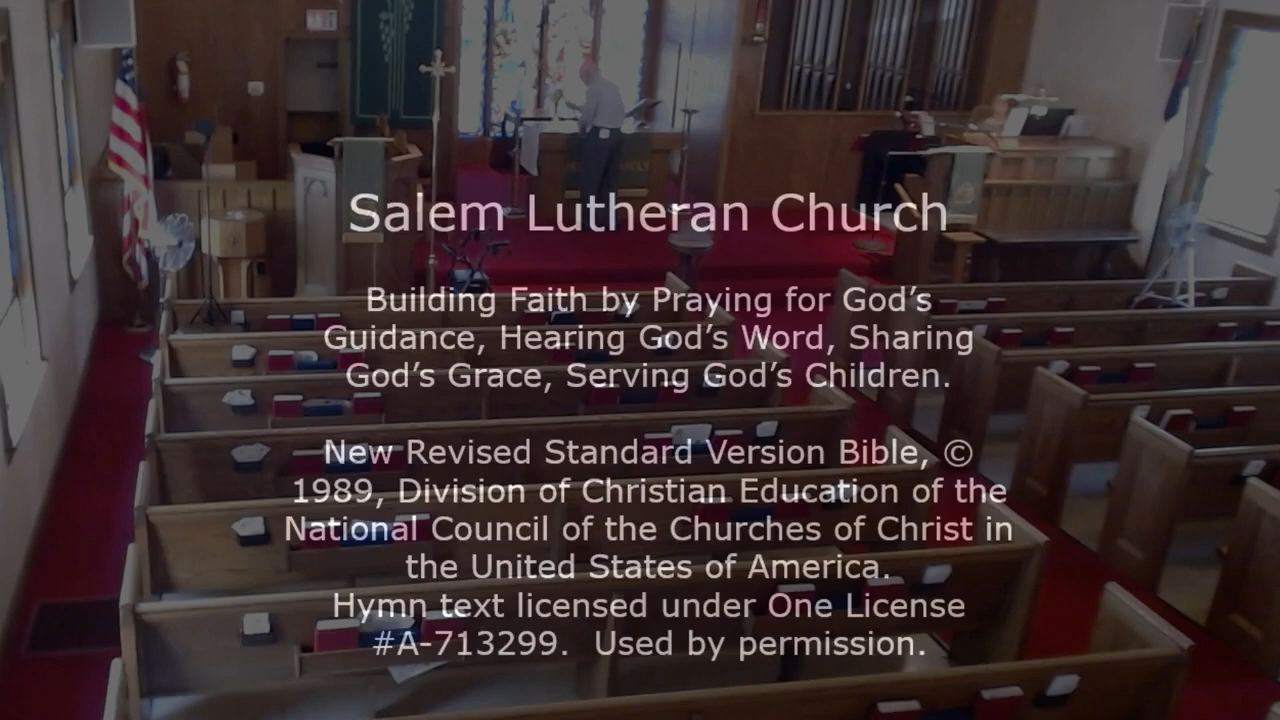 Salem Lutheran Church
Building Faith by Praying for God’s
Guidance, Hearing God’s Word, Sharing
God’s Grace, Serving God’s Children.
New Revised Standard Version Bible, ©
1989, Division of Christian Education of the
National Council of the Churches of Christ in
the United States of America.
Hymn text licensed under One License
#A-713299.  Used by permission.